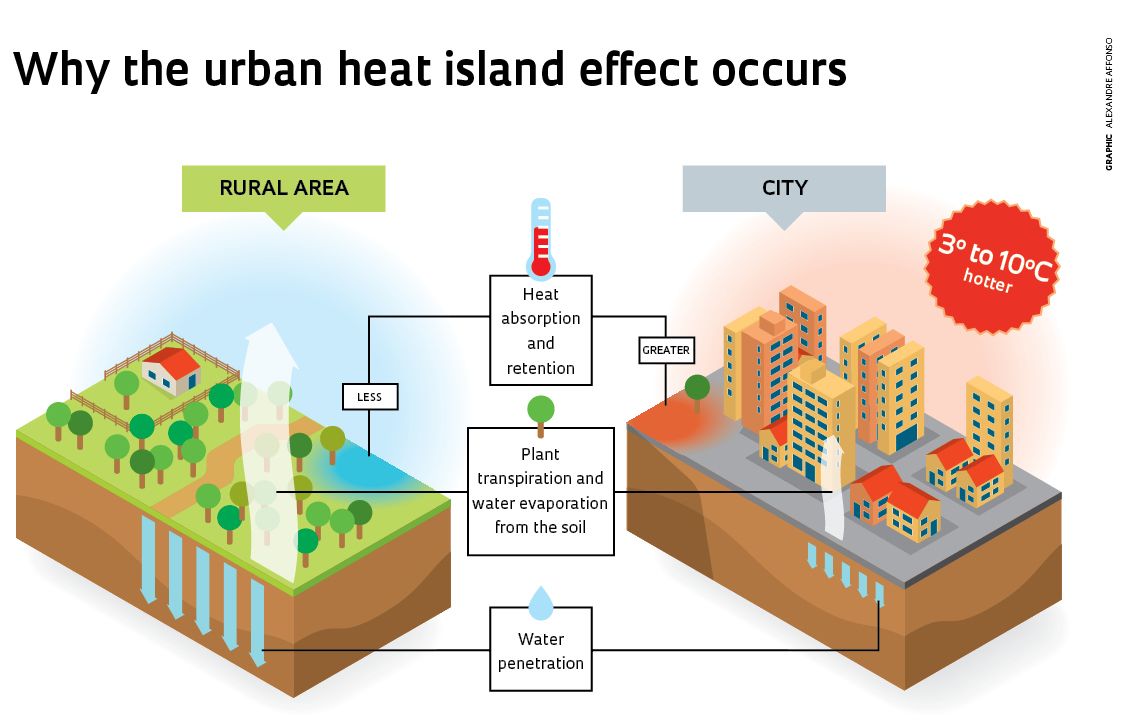 Why the urban heat island effect occurs
GRAPHIC ALEXANDRE AFFONSO
RURAL AREA
CITY
3º to 10ºC
hotter
Heat
absorption
and
retention
LESS
GREATER
Plant
transpiration and
water evaporation
from the soil
Water
penetration